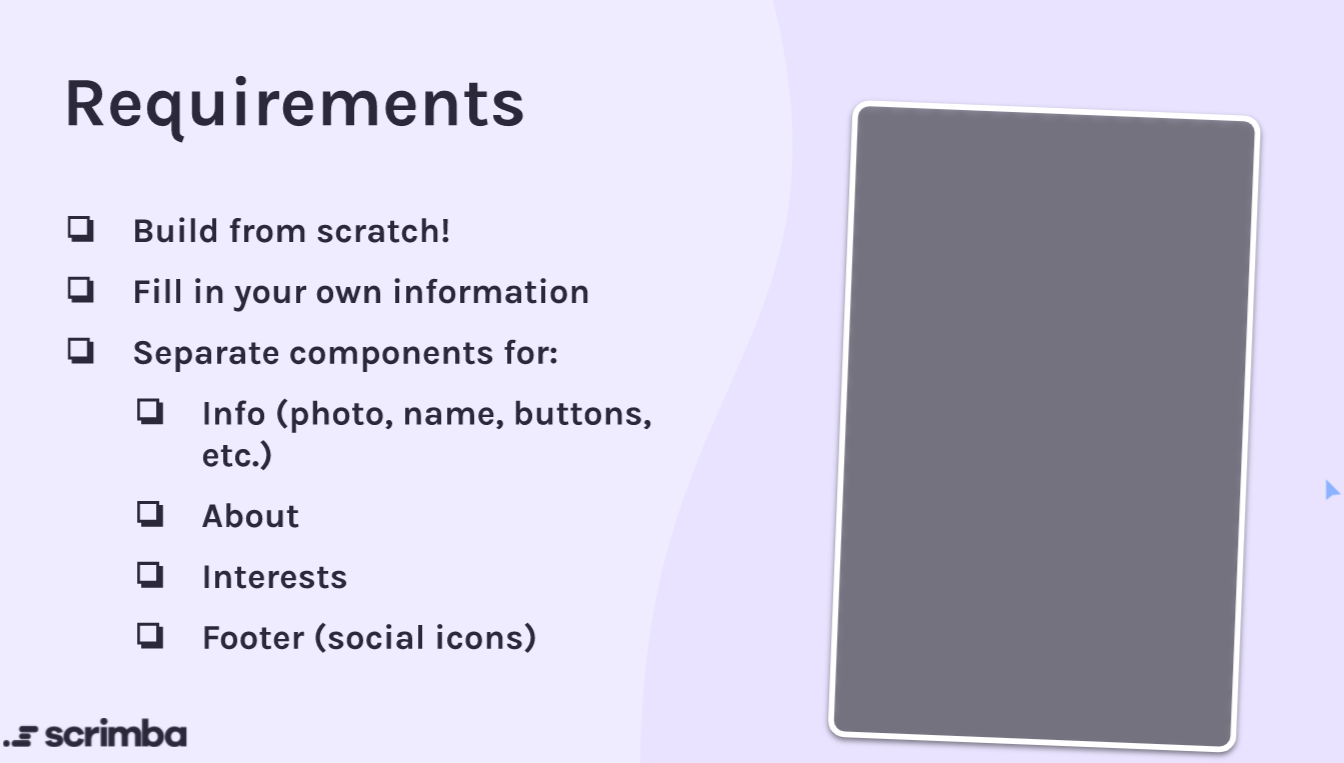 Requirements
Build from scratch!
Fill in your own information
Separate components for:
Info (photo, name, buttons,
etc.)
About
Interests
Footer (social icons)
scrimba